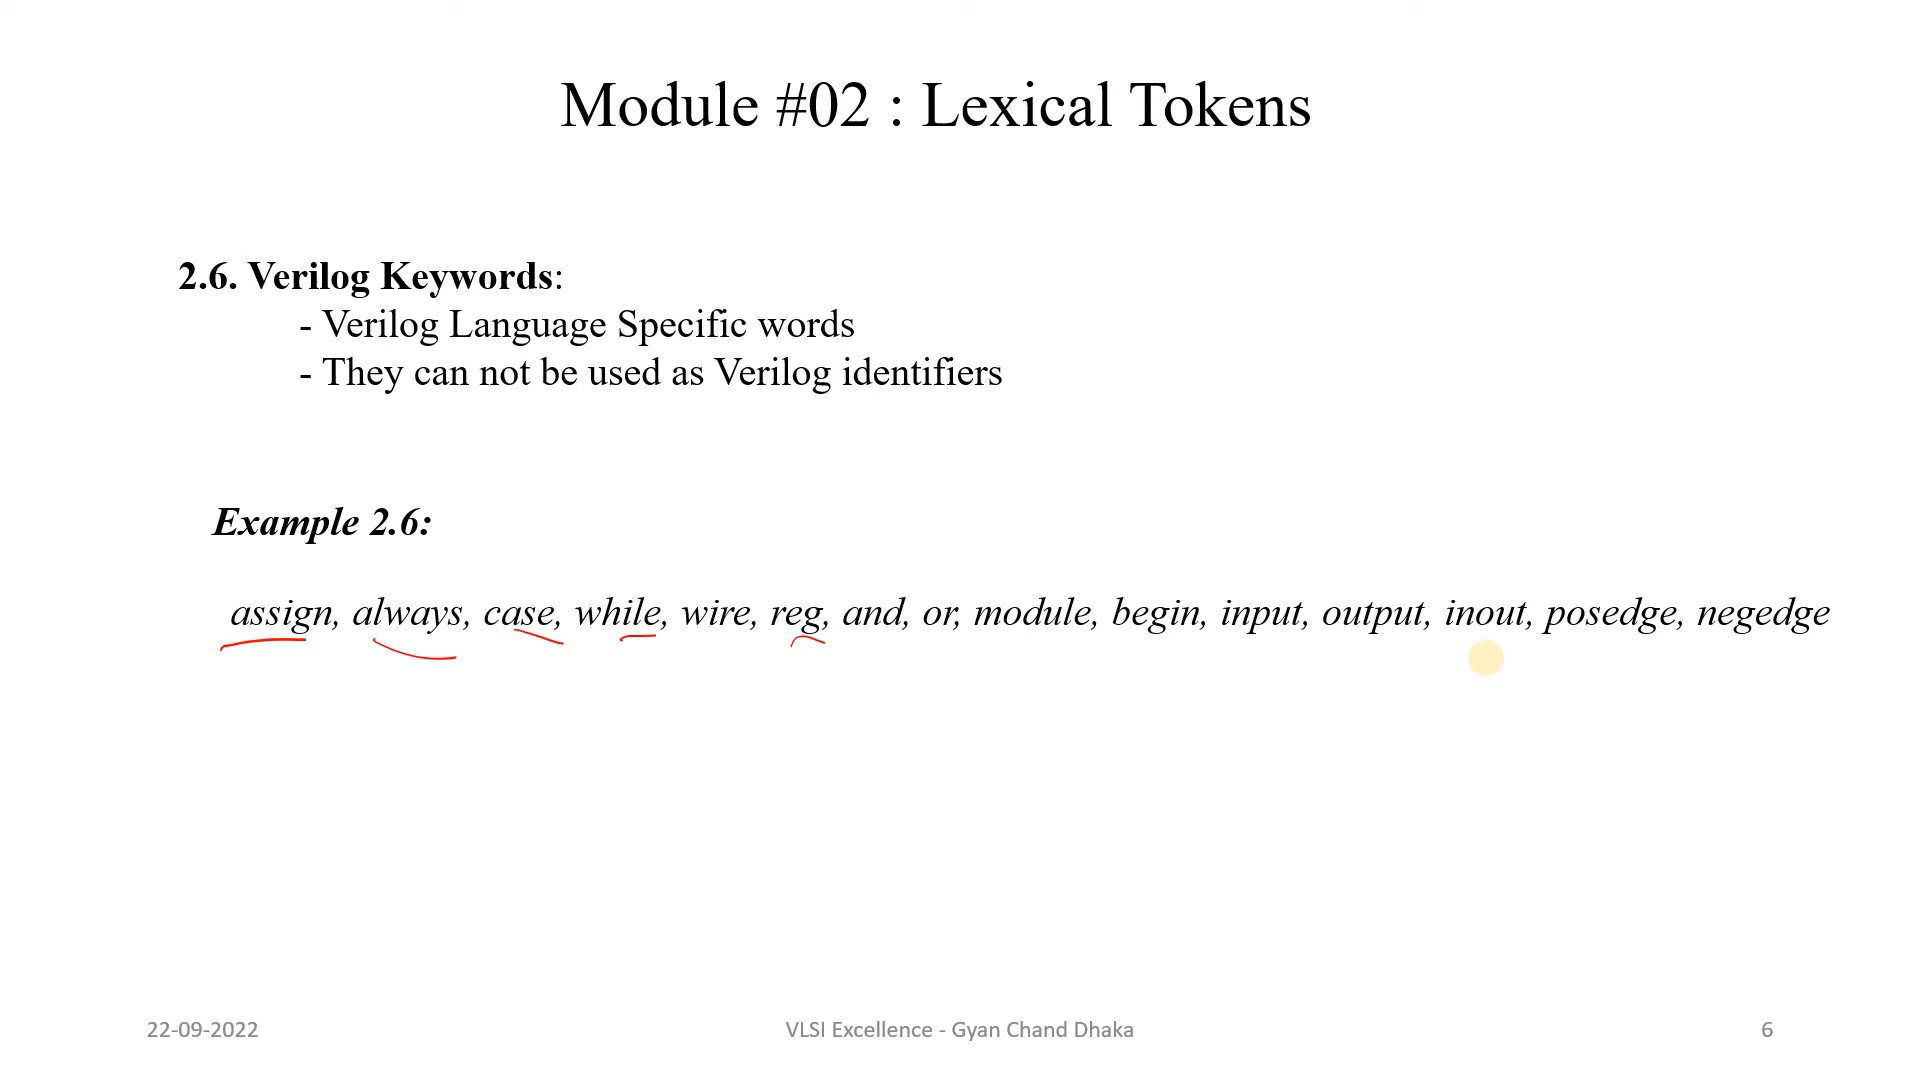 Module #02 : Lexical Tokens
2.6. Verilog Keywords:
- Verilog Language Specific words
- They can not be used as Verilog identifiers
Example 2.6:
assign, always, case, while, wire, reg, and, or, module, begin, input, output, inout, posedge, negedge
22-09-2022
VLSI Excellence - Gyan Chand Dhaka
6